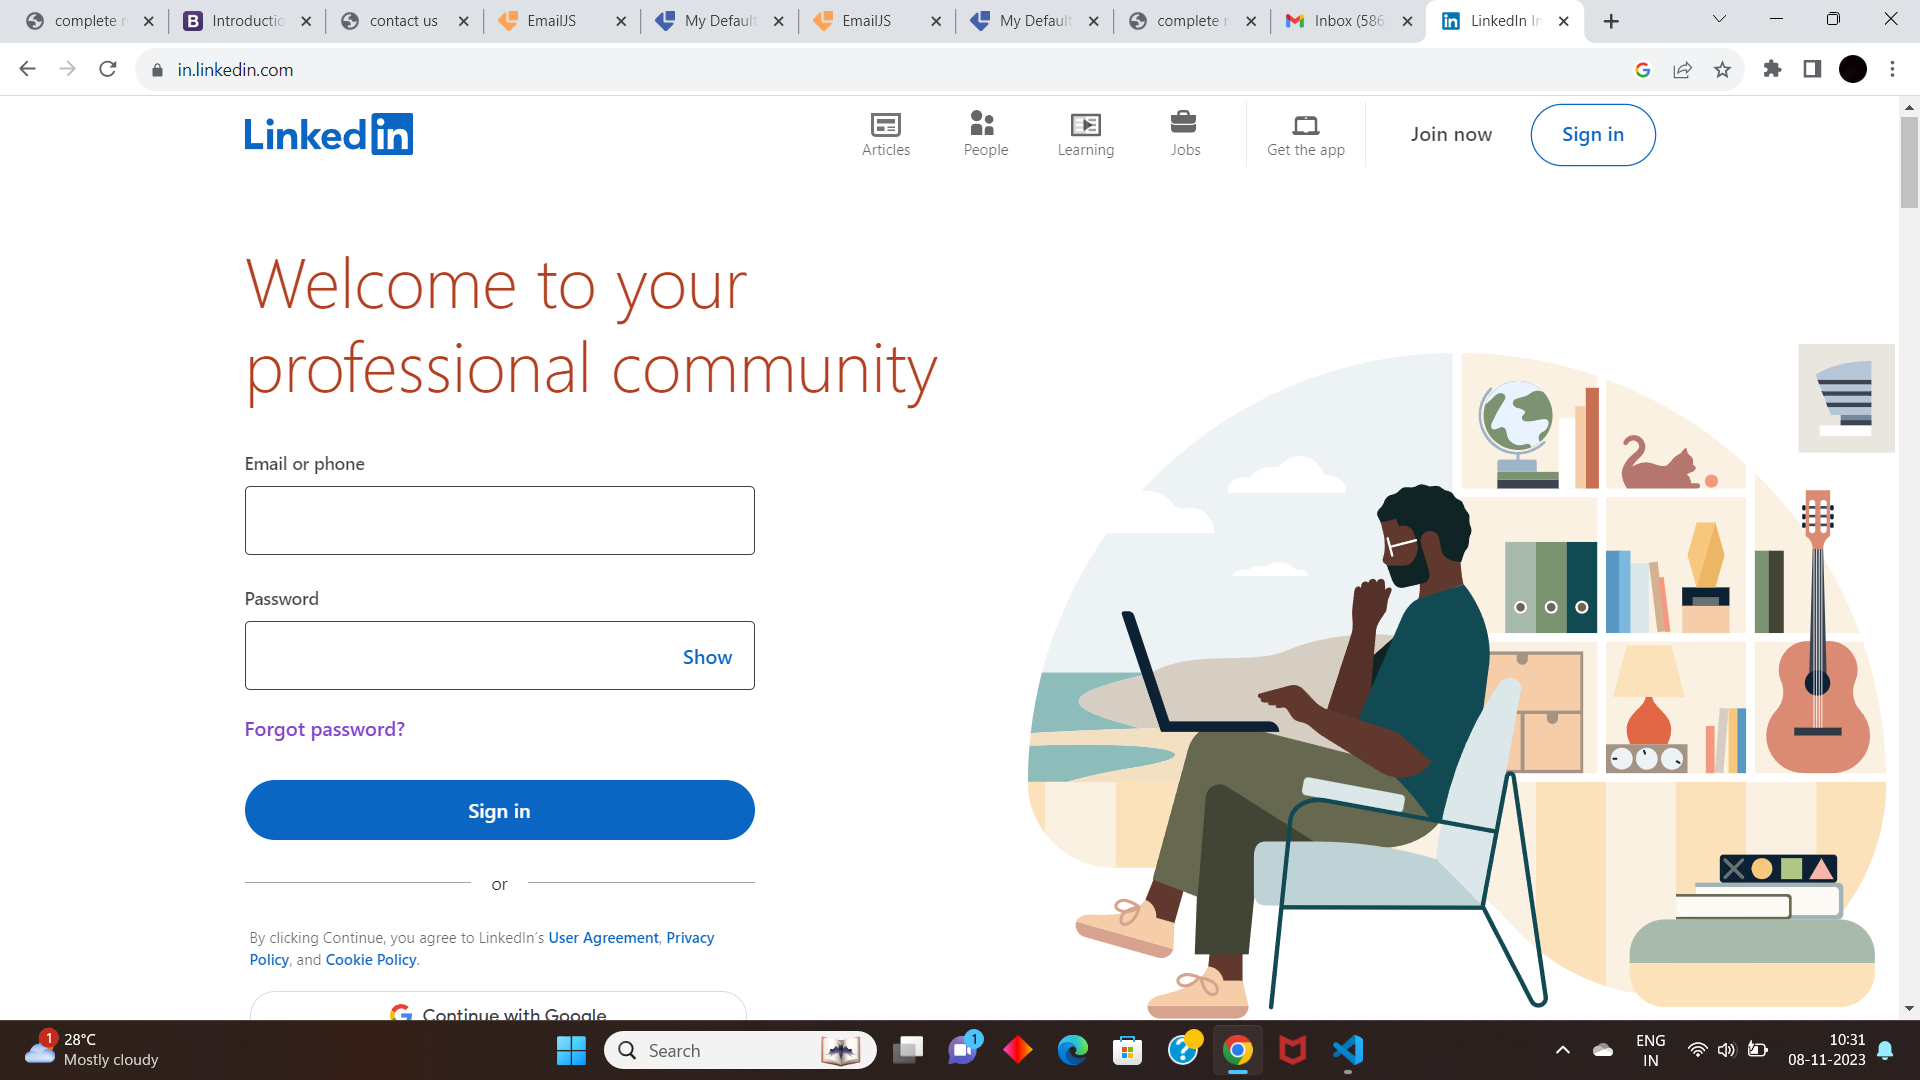 complete r
Introductio
contact us
EmailJS
My Default
EmailJS
My Default
complete r
Inbox (586
LinkedIn In
in.linkedin.com
LinkedIn
Articles
People
Learning
Jobs
Get the app
Join now
Sign in
Welcome to your
professional community
Email or phone
Password
Show
Forgot password?
Sign in
or
By clicking Continue, you agree to LinkedIn's User Agreement, Privacy
Policy, and Cookie Policy.
Continue with Google
1
28°C
Mostly cloudy
Search
1
ENG
IN
10:31
08-11-2023